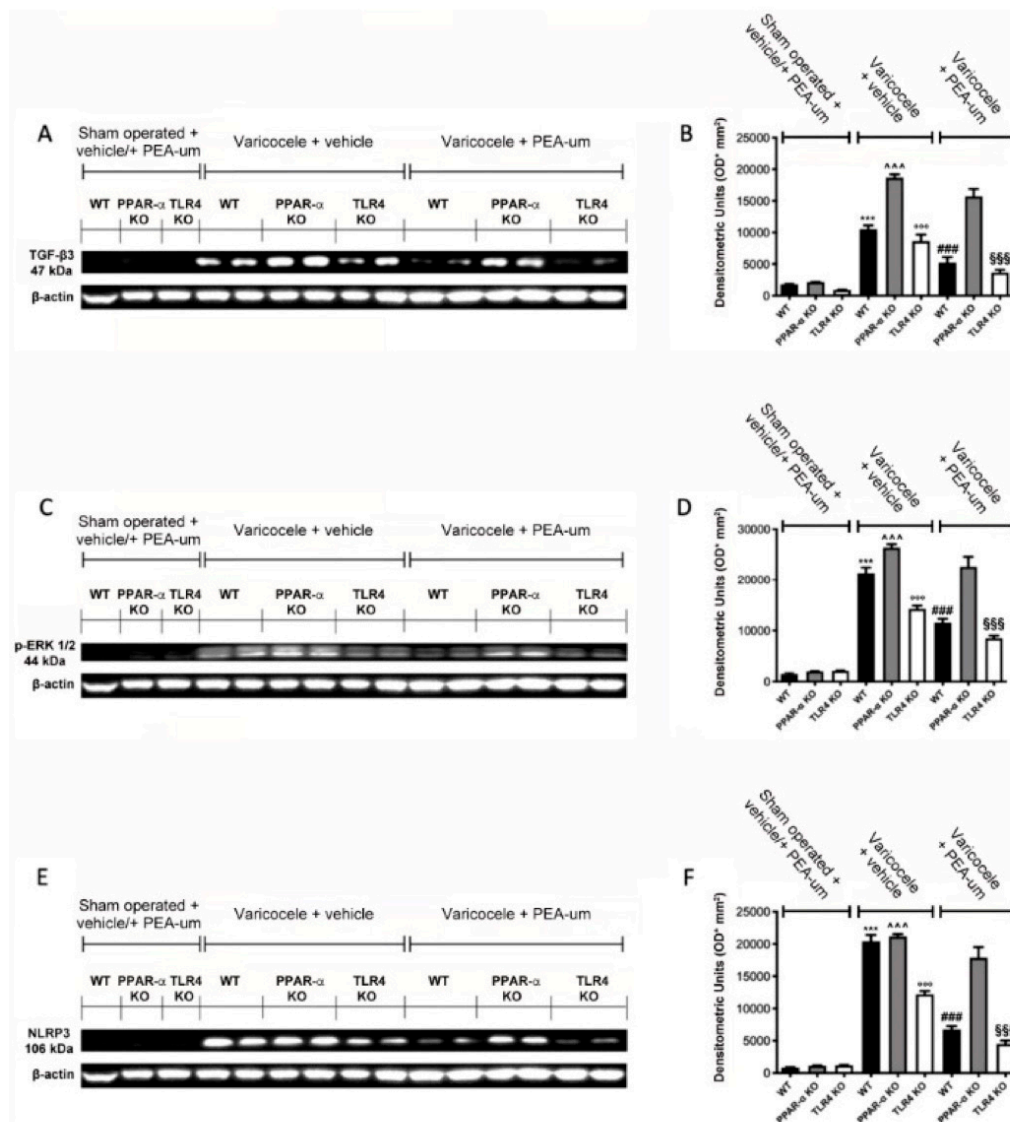 A
Sham operated +
vehicle/+ PEA-um
Varicocele + vehicle
Varicocele + PEA-um
WT PPAR-α TLR4 WT PPAR-α TLR4 WT PPAR-α TLR4
KO KO KO KO KO KO
TGF-β3
47 kDa
β-actin
B
Sham operated +
vehicle/+ PEA-um
Varicocele
+ vehicle
Varicocele
+ PEA-um
Densitometric Units (OD* mm²)
25000
20000
15000
10000
5000
0
*** ^^^ °°° ### §§§
WT PPAR-α KO TLR4 KO WT PPAR-α KO TLR4 KO WT PPAR-α KO TLR4 KO
C
Sham operated +
vehicle/+ PEA-um
Varicocele + vehicle
Varicocele + PEA-um
WT PPAR-α TLR4 WT PPAR-α TLR4 WT PPAR-α TLR4
KO KO KO KO KO KO
p-ERK 1/2
44 kDa
β-actin
D
Sham operated +
vehicle/+ PEA-um
Varicocele
+ vehicle
Varicocele
+ PEA-um
Densitometric Units (OD* mm²)
30000
20000
10000
0
*** ^^^ °°° ### §§§
WT PPAR-α KO TLR4 KO WT PPAR-α KO TLR4 KO WT PPAR-α KO TLR4 KO
E
Sham operated +
vehicle/+ PEA-um
Varicocele + vehicle
Varicocele + PEA-um
WT PPAR-α TLR4 WT PPAR-α TLR4 WT PPAR-α TLR4
KO KO KO KO KO KO
NLRP3
106 kDa
β-actin
F
Sham operated +
vehicle/+ PEA-um
Varicocele
+ vehicle
Varicocele
+ PEA-um
Densitometric Units (OD* mm²)
25000
20000
15000
10000
5000
0
*** ^^^ °°° ### §§§
WT PPAR-α KO TLR4 KO WT PPAR-α KO TLR4 KO WT PPAR-α KO TLR4 KO